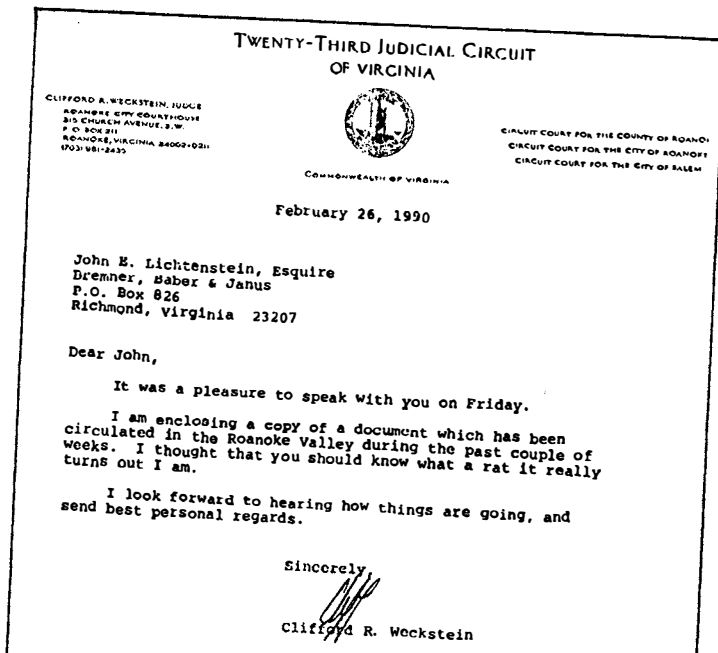 TWENTY-THIRD JUDICIAL CIRCUIT
OF VIRGINIA
CLIFFORD R. WECKSTEIN, JUDGE
ROANOKE CITY COURTHOUSE
315 CHURCH AVENUE, S.W.
P. O. BOX 211
ROANOKE, VIRGINIA 24002-0211
(703) 981-2435
COMMONWEALTH OF VIRGINIA
CIRCUIT COURT FOR THE COUNTY OF ROANO
CIRCUIT COURT FOR THE CITY OF ROANOKE
CIRCUIT COURT FOR THE CITY OF SALEM
February 26, 1990
John E. Lichtenstein, Esquire
Bremner, Baber & Janus
P.O. Box 826
Richmond, Virginia 23207
Dear John,
It was a pleasure to speak with you on Friday.
I am enclosing a copy of a document which has been
circulated in the Roanoke Valley during the past couple of
weeks. I thought that you should know what a rat it really
turns out I am.
I look forward to hearing how things are going, and
send best personal regards.
Sincerely,
Clifford R. Weckstein